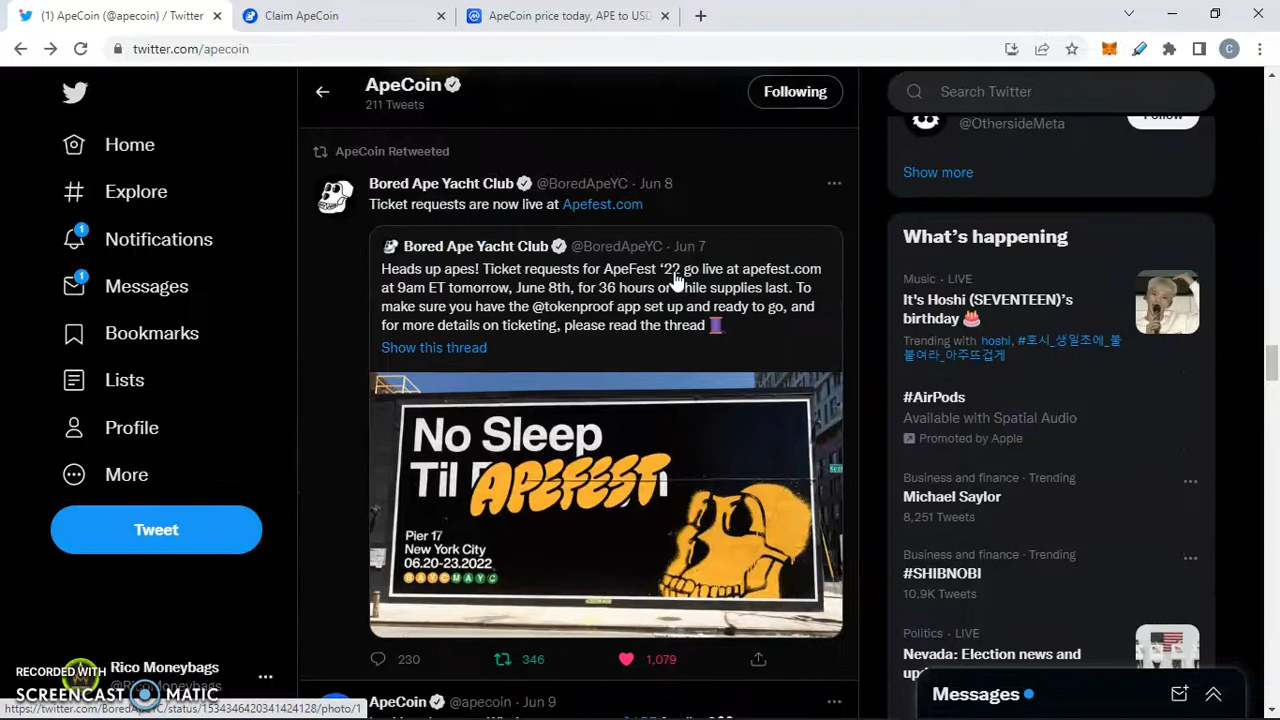 (1) ApeCoin (@apecoin) / Twitter
Claim ApeCoin
ApeCoin price today, APE to USD
twitter.com/apecoin
C
ApeCoin
211 Tweets
Following
Search Twitter
@OthersideMeta
Follow
Show more
Home
Explore
1
Notifications
1
Messages
Bookmarks
Lists
Profile
More
Tweet
ApeCoin Retweeted
Bored Ape Yacht Club @BoredApeYC · Jun 8
Ticket requests are now live at Apefest.com
Bored Ape Yacht Club @BoredApeYC · Jun 7
Heads up apes! Ticket requests for ApeFest ‘22 go live at apefest.com
at 9am ET tomorrow, June 8th, for 36 hours or while supplies last. To
make sure you have the @tokenproof app set up and ready to go, and
for more details on ticketing, please read the thread 🧵
Show this thread
No Sleep
Til
APEFEST
Pier 17
New York City
06.20-23.2022
BAYC MAYC
230
346
1,079
ApeCoin @apecoin · Jun 9
What’s happening
Music · LIVE
It's Hoshi (SEVENTEEN)’s
birthday 🎂
Trending with hoshi, #호시_생일초에_불
붙여라_아주뜨겁게
#AirPods
Available with Spatial Audio
Promoted by Apple
Business and finance · Trending
Michael Saylor
8,251 Tweets
Business and finance · Trending
#SHIBNOBI
10.9K Tweets
Politics · LIVE
Nevada: Election news and
Messages
Rico Moneybags
RECORDED WITH
SCREENCAST MATIC
https://twitter.com/BoredApeYC/status/1534346420341424128/photo/1